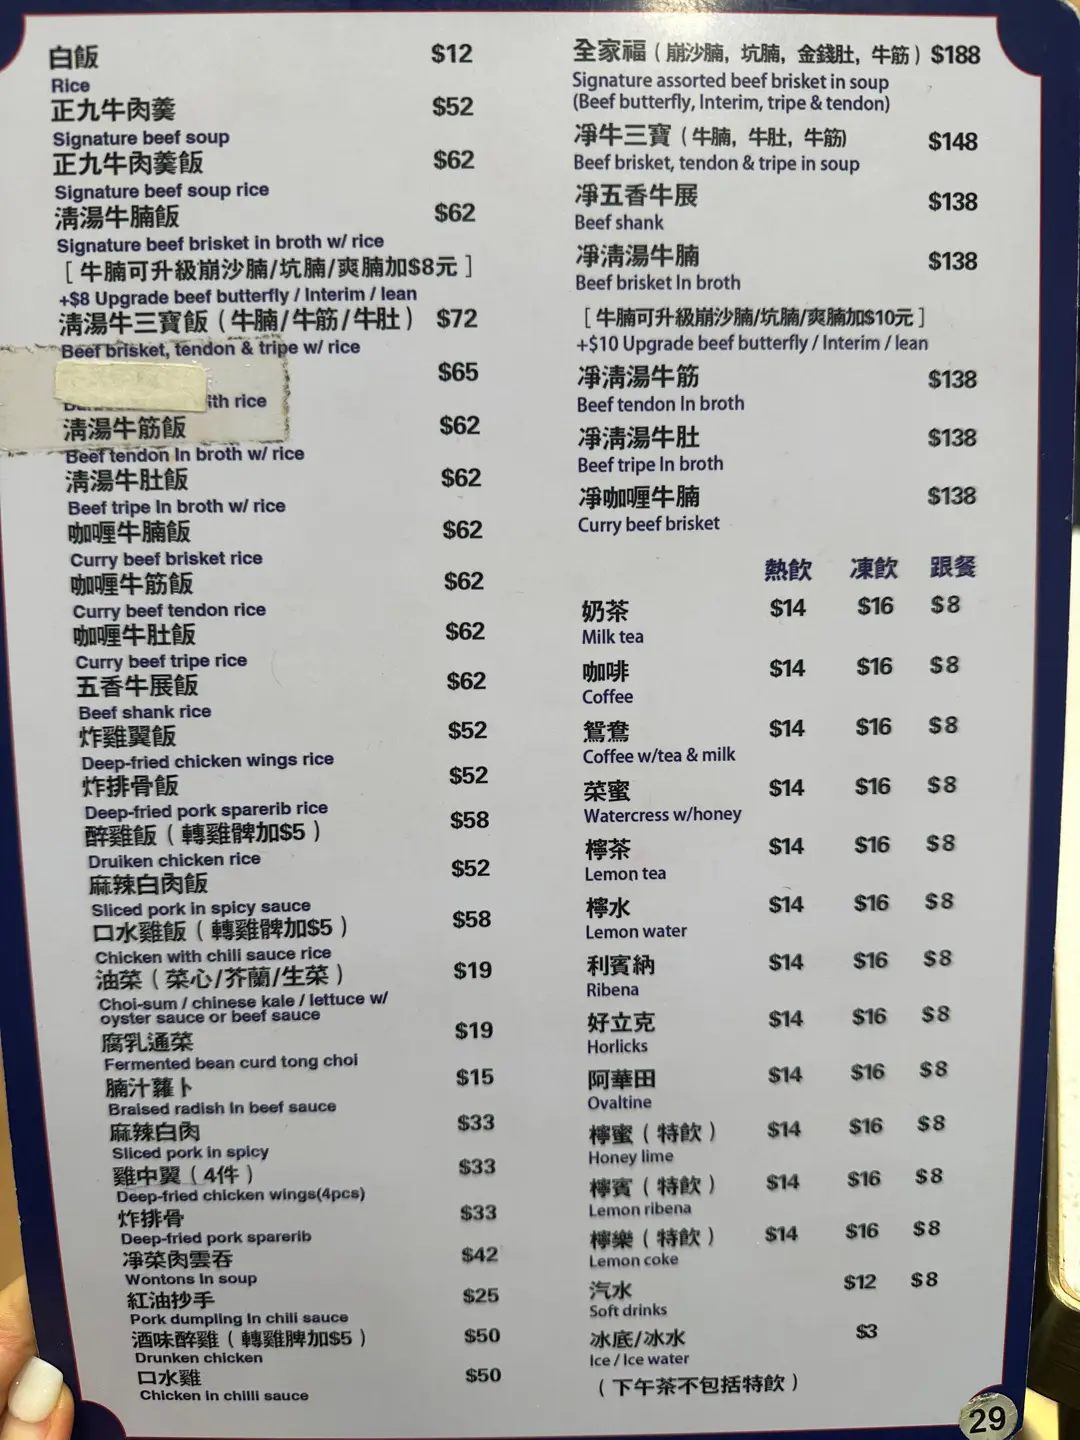 白飯 $12
Rice
正九牛肉羹 $52
Signature beef soup
正九牛肉羹飯 $62
Signature beef soup rice
淸湯牛腩飯 $62
Signature beef brisket in broth w/ rice
[ 牛腩可升級崩沙腩/坑腩/爽腩加$8元 ]
+$8 Upgrade beef butterfly / Interim / lean
淸湯牛三寶飯 ( 牛腩/牛筋/牛肚 ) $72
Beef brisket, tendon & tripe w/ rice
$65
ith rice
淸湯牛筋飯 $62
Beef tendon In broth w/ rice
淸湯牛肚飯 $62
Beef tripe In broth w/ rice
咖喱牛腩飯 $62
Curry beef brisket rice
咖喱牛筋飯 $62
Curry beef tendon rice
咖喱牛肚飯 $62
Curry beef tripe rice
五香牛展飯 $62
Beef shank rice
炸雞翼飯 $52
Deep-fried chicken wings rice
炸排骨飯 $52
Deep-fried pork sparerib rice
醉雞飯 ( 轉雞髀加$5 ) $58
Druiken chicken rice
麻辣白肉飯 $52
Sliced pork in spicy sauce
口水雞飯 ( 轉雞髀加$5 ) $58
Chicken with chili sauce rice
油菜 ( 菜心/芥蘭/生菜 ) $19
Choi-sum / chinese kale / lettuce w/
oyster sauce or beef sauce
腐乳通菜 $19
Fermented bean curd tong choi
腩汁蘿卜 $15
Braised radish In beef sauce
麻辣白肉 $33
Sliced pork in spicy
雞中翼 ( 4件 ) $33
Deep-fried chicken wings(4pcs)
炸排骨 $33
Deep-fried pork sparerib
凈菜肉雲吞 $42
Wontons In soup
紅油抄手 $25
Pork dumpling In chili sauce
酒味醉雞 ( 轉雞脾加$5 ) $50
Drunken chicken
口水雞 $50
Chicken in chilli sauce
全家福 ( 崩沙腩, 坑腩, 金錢肚, 牛筋 ) $188
Signature assorted beef brisket in soup
(Beef butterfly, Interim, tripe & tendon)
凈牛三寶 ( 牛腩, 牛肚, 牛筋) $148
Beef brisket, tendon & tripe in soup
凈五香牛展 $138
Beef shank
凈淸湯牛腩 $138
Beef brisket In broth
[ 牛腩可升級崩沙腩/坑腩/爽腩加$10元 ]
+$10 Upgrade beef butterfly / Interim / lean
凈淸湯牛筋 $138
Beef tendon In broth
凈淸湯牛肚 $138
Beef tripe In broth
凈咖喱牛腩 $138
Curry beef brisket
熱飲 凍飲 跟餐
奶茶 $14 $16 $8
Milk tea
咖啡 $14 $16 $8
Coffee
鴛鴦 $14 $16 $8
Coffee w/tea & milk
菜蜜 $14 $16 $8
Watercress w/honey
檸茶 $14 $16 $8
Lemon tea
檸水 $14 $16 $8
Lemon water
利賓納 $14 $16 $8
Ribena
好立克 $14 $16 $8
Horlicks
阿華田 $14 $16 $8
Ovaltine
檸蜜 ( 特飲 ) $14 $16 $8
Honey lime
檸賓 ( 特飲 ) $14 $16 $8
Lemon ribena
檸樂 ( 特飲 ) $14 $16 $8
Lemon coke
汽水 $12 $8
Soft drinks
冰底/冰水 $3
Ice / Ice water
( 下午茶不包括特飲 )
29